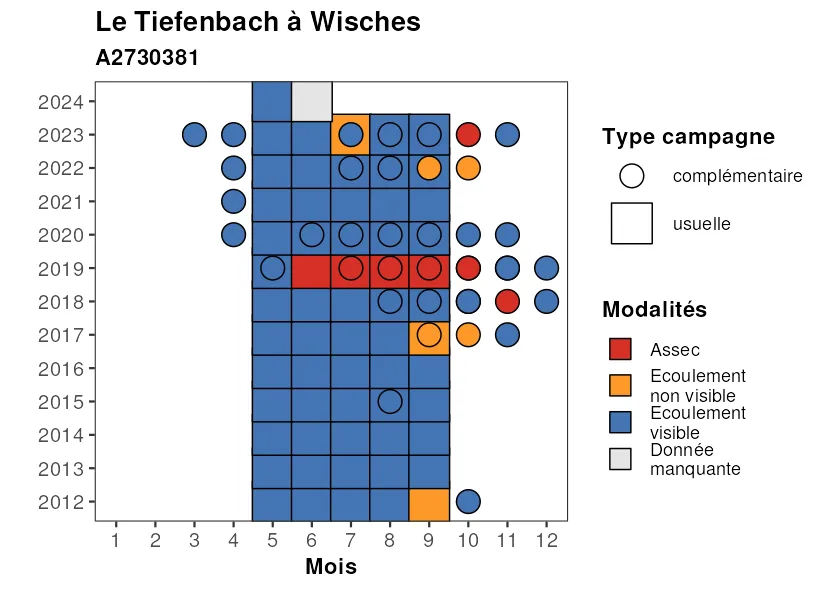 Le Tiefenbach à Wisches
A2730381
2024
2023
2022
2021
2020
2019
2018
2017
2016
2015
2014
2013
2012
1 2 3 4 5 6 7 8 9 10 11 12
Mois
Type campagne
complémentaire
usuelle
Modalités
Assec
Ecoulement
non visible
Ecoulement
visible
Donnée
manquante